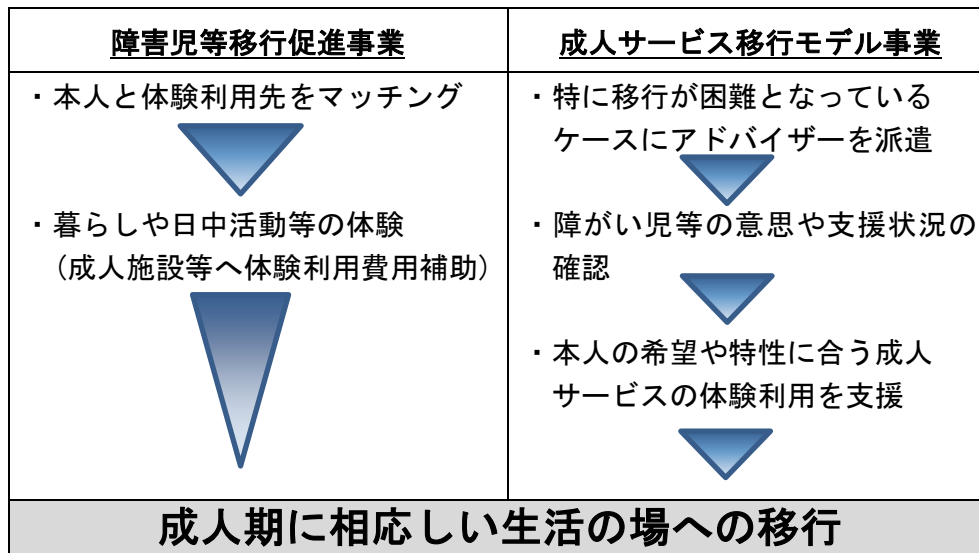 障害児等移行促進事業
・本人と体験利用先をマッチング
・暮らしや日中活動等の体験
（成人施設等へ体験利用費用補助）
成人サービス移行モデル事業
・特に移行が困難となっている
ケースにアドバイザーを派遣
・障がい児等の意思や支援状況の
確認
・本人の希望や特性に合う成人
サービスの体験利用を支援
成人期に相応しい生活の場への移行